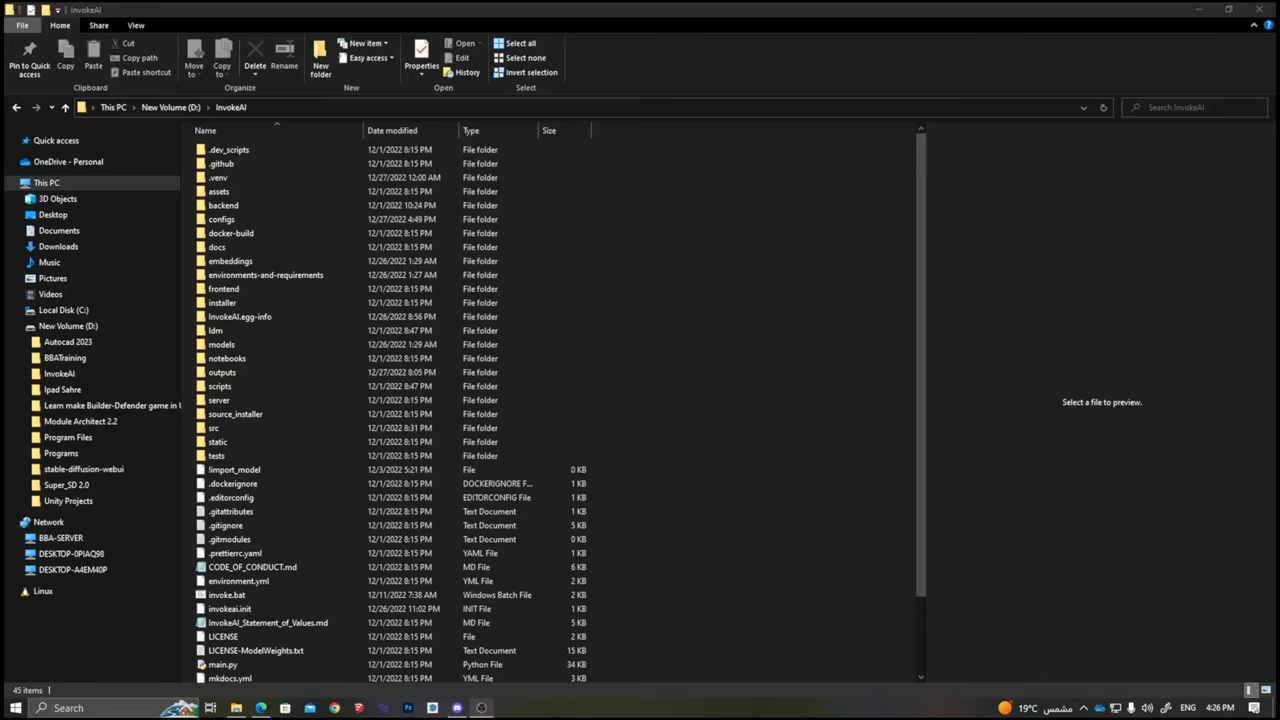 InvokeAI
File Home Share View
Pin to Quick access
Copy
Paste
Cut
Copy path
Paste shortcut
Clipboard
Move to
Copy to
Delete
Rename
Organize
New folder
New item
Easy access
New
Properties
Open
Edit
History
Open
Select all
Select none
Invert selection
Select
This PC New Volume (D:) InvokeAI
Search InvokeAI
Quick access
OneDrive - Personal
This PC
3D Objects
Desktop
Documents
Downloads
Music
Pictures
Videos
Local Disk (C:)
New Volume (D:)
Autocad 2023
BBATraining
InvokeAI
Ipad Sahre
Learn make Builder-Defender game in U
Module Architect 2.2
Program Files
Programs
stable-diffusion-webui
Super_SD 2.0
Unity Projects
Network
BBA-SERVER
DESKTOP-0PIAQ98
DESKTOP-A4EM40P
Linux
Name Date modified Type Size
.dev_scripts 12/1/2022 8:15 PM File folder
.github 12/1/2022 8:15 PM File folder
.venv 12/27/2022 12:00 AM File folder
assets 12/1/2022 8:15 PM File folder
backend 12/1/2022 10:24 PM File folder
configs 12/27/2022 4:49 PM File folder
docker-build 12/1/2022 8:15 PM File folder
docs 12/1/2022 8:15 PM File folder
embeddings 12/26/2022 1:29 AM File folder
environments-and-requirements 12/26/2022 1:27 AM File folder
frontend 12/1/2022 8:15 PM File folder
installer 12/1/2022 8:15 PM File folder
InvokeAI.egg-info 12/26/2022 8:56 PM File folder
ldm 12/1/2022 8:47 PM File folder
models 12/26/2022 1:29 AM File folder
notebooks 12/1/2022 8:15 PM File folder
outputs 12/27/2022 8:05 PM File folder
scripts 12/1/2022 8:47 PM File folder
server 12/1/2022 8:15 PM File folder
source_installer 12/1/2022 8:15 PM File folder
src 12/1/2022 8:31 PM File folder
static 12/1/2022 8:15 PM File folder
tests 12/1/2022 8:15 PM File folder
!import_model 12/3/2022 5:21 PM File 0 KB
.dockerignore 12/1/2022 8:15 PM DOCKERIGNORE F... 1 KB
.editorconfig 12/1/2022 8:15 PM EDITORCONFIG File 1 KB
.gitattributes 12/1/2022 8:15 PM Text Document 1 KB
.gitignore 12/1/2022 8:15 PM Text Document 5 KB
.gitmodules 12/1/2022 8:15 PM Text Document 0 KB
.prettierrc.yaml 12/1/2022 8:15 PM YAML File 1 KB
CODE_OF_CONDUCT.md 12/1/2022 8:15 PM MD File 6 KB
environment.yml 12/1/2022 8:15 PM YML File 2 KB
invoke.bat 12/11/2022 7:38 AM Windows Batch File 2 KB
invokeai.init 12/26/2022 11:02 PM INIT File 1 KB
InvokeAI_Statement_of_Values.md 12/1/2022 8:15 PM MD File 5 KB
LICENSE 12/1/2022 8:15 PM File 2 KB
LICENSE-ModelWeights.txt 12/1/2022 8:15 PM Text Document 15 KB
main.py 12/1/2022 8:15 PM Python File 34 KB
mkdocs.yml 12/1/2022 8:15 PM YML File 3 KB
Select a file to preview.
45 items
Search
19°C مشمس
4:26 PM